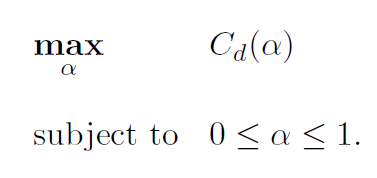 max C_d(α)
α
subject to 0 ≤ α ≤ 1.